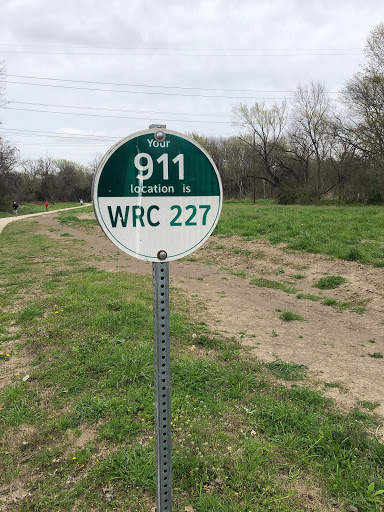 Your
911
location is
WRC 227